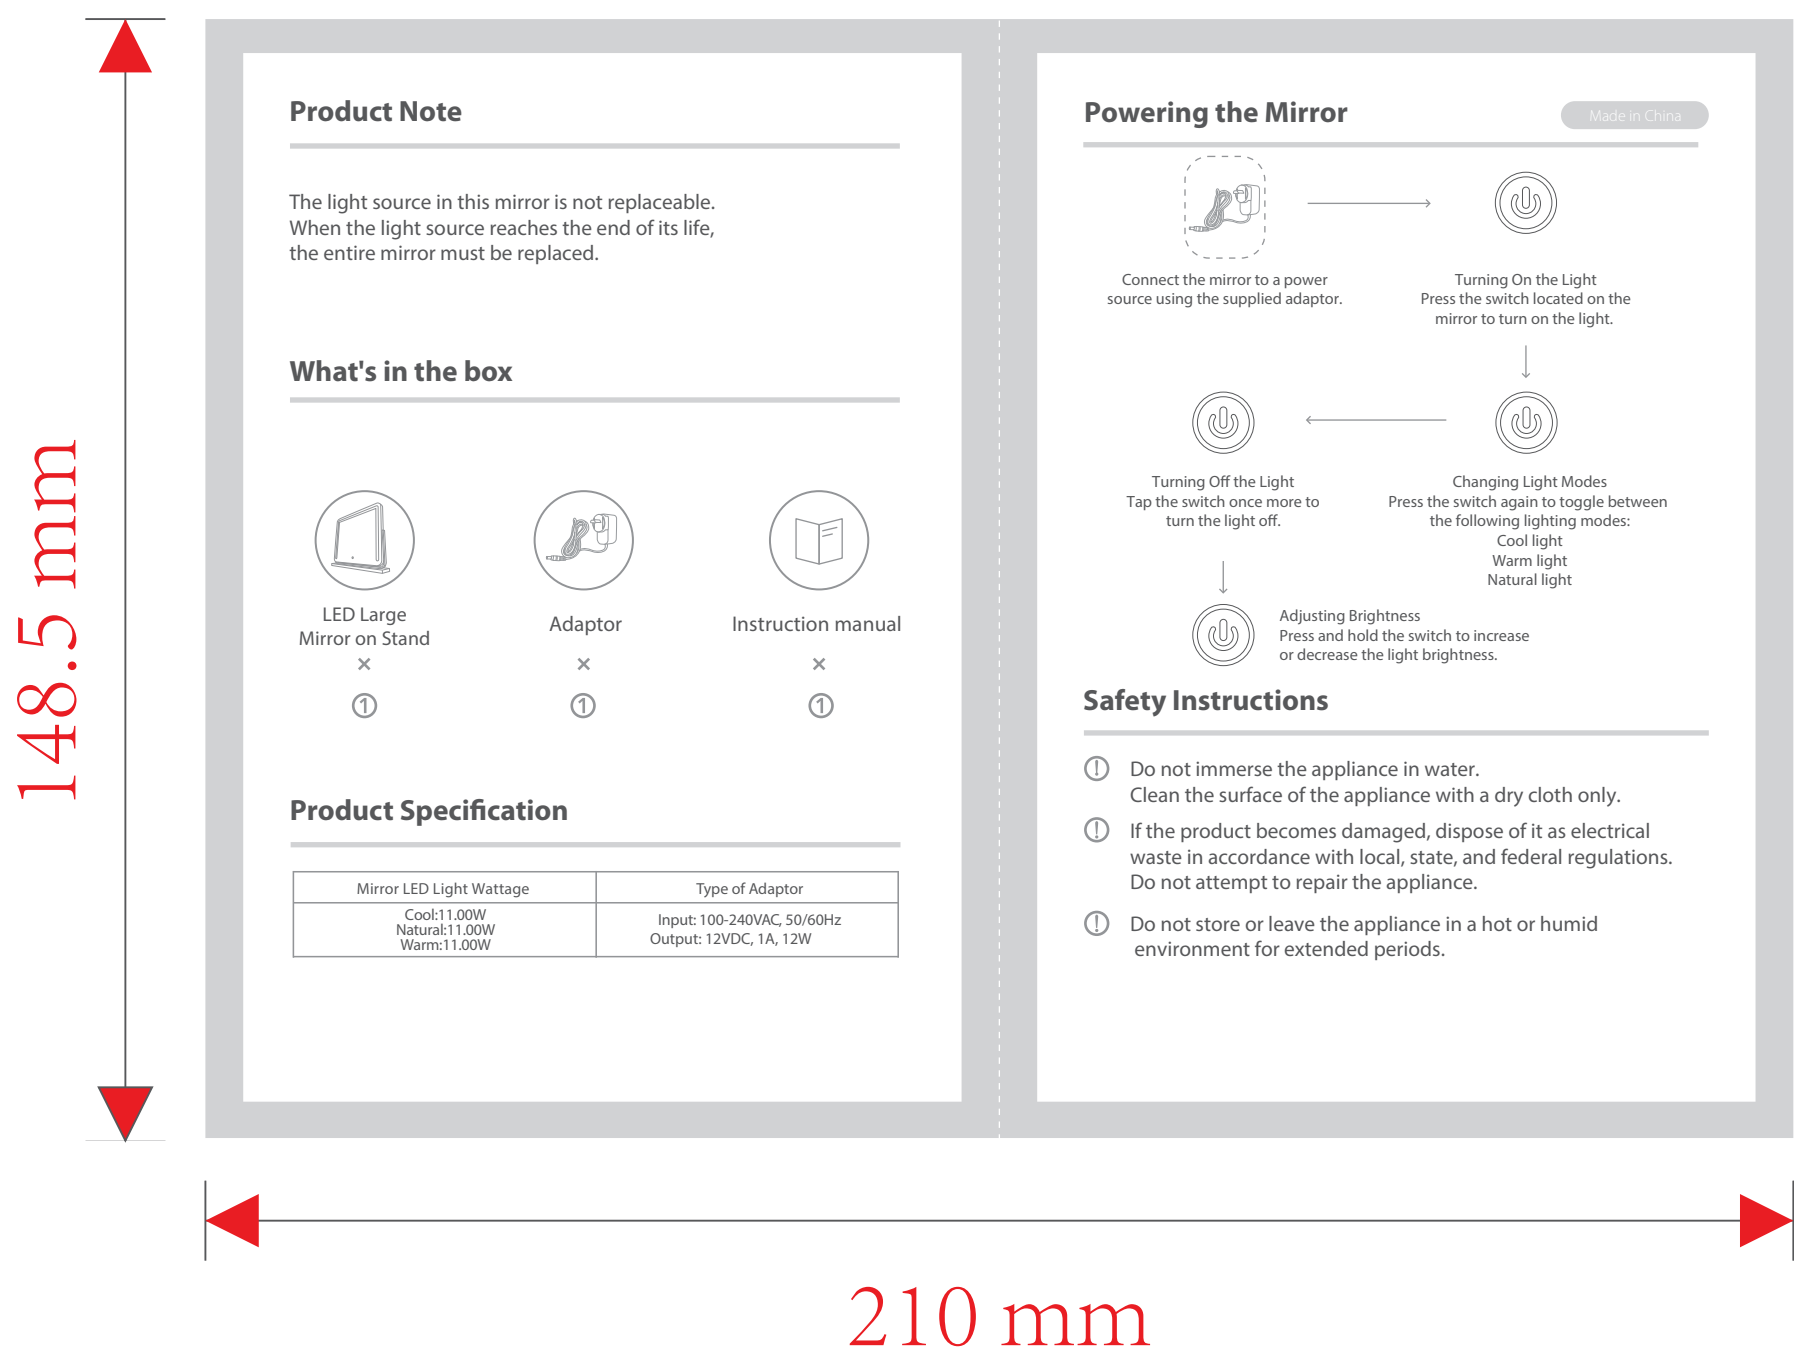 148.5 mm
Product Note
The light source in this mirror is not replaceable.
When the light source reaches the end of its life,
the entire mirror must be replaced.
What's in the box
LED Large
Mirror on Stand
×
1
Adaptor
×
1
Instruction manual
×
1
Product Specification
Mirror LED Light Wattage
Type of Adaptor
Cool:11.00W
Natural:11.00W
Warm:11.00W
Input: 100-240VAC, 50/60Hz
Output: 12VDC, 1A, 12W
Powering the Mirror
Made in China
Connect the mirror to a power
source using the supplied adaptor.
Turning On the Light
Press the switch located on the
mirror to turn on the light.
Changing Light Modes
Press the switch again to toggle between
the following lighting modes:
Cool light
Warm light
Natural light
Turning Off the Light
Tap the switch once more to
turn the light off.
Adjusting Brightness
Press and hold the switch to increase
or decrease the light brightness.
Safety Instructions
Do not immerse the appliance in water.
Clean the surface of the appliance with a dry cloth only.
If the product becomes damaged, dispose of it as electrical
waste in accordance with local, state, and federal regulations.
Do not attempt to repair the appliance.
Do not store or leave the appliance in a hot or humid
environment for extended periods.
210 mm